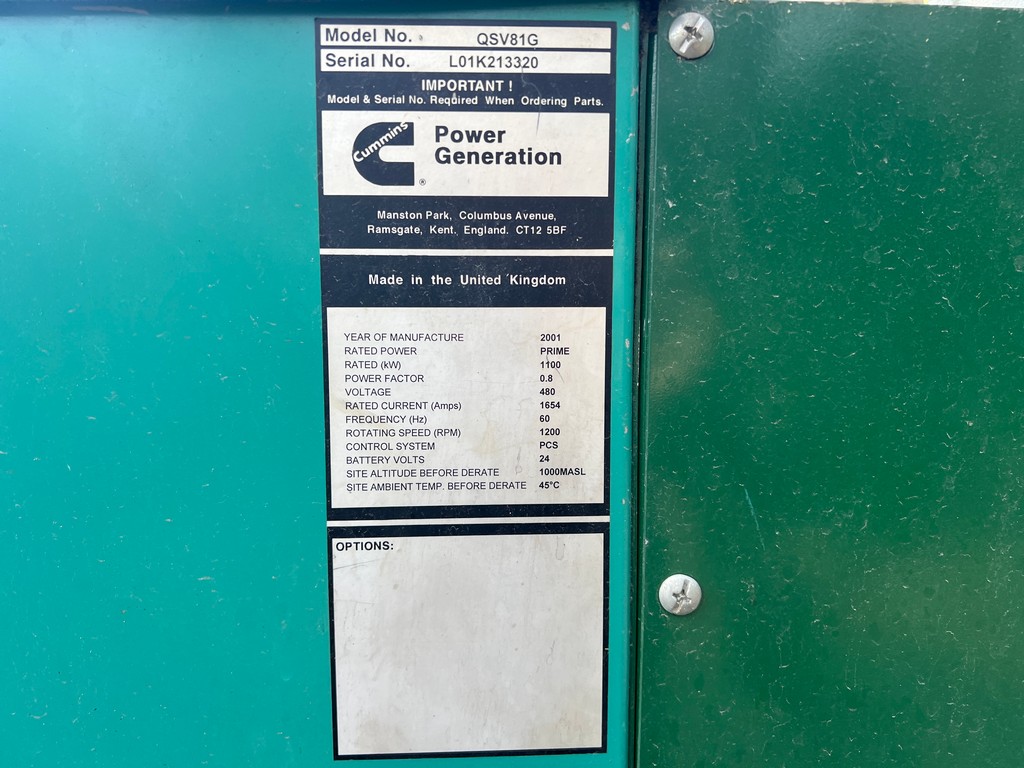 Model No. QSV81G
Serial No. L01K213320
IMPORTANT !
Model & Serial No. Required When Ordering Parts.
Cummins
®
Power
Generation
Manston Park, Columbus Avenue,
Ramsgate, Kent. England. CT12 5BF
Made in the United Kingdom
YEAR OF MANUFACTURE 2001
RATED POWER PRIME
RATED (kW) 1100
POWER FACTOR 0.8
VOLTAGE 480
RATED CURRENT (Amps) 1654
FREQUENCY (Hz) 60
ROTATING SPEED (RPM) 1200
CONTROL SYSTEM PCS
BATTERY VOLTS 24
SITE ALTITUDE BEFORE DERATE 1000MASL
SITE AMBIENT TEMP. BEFORE DERATE 45°C
OPTIONS: